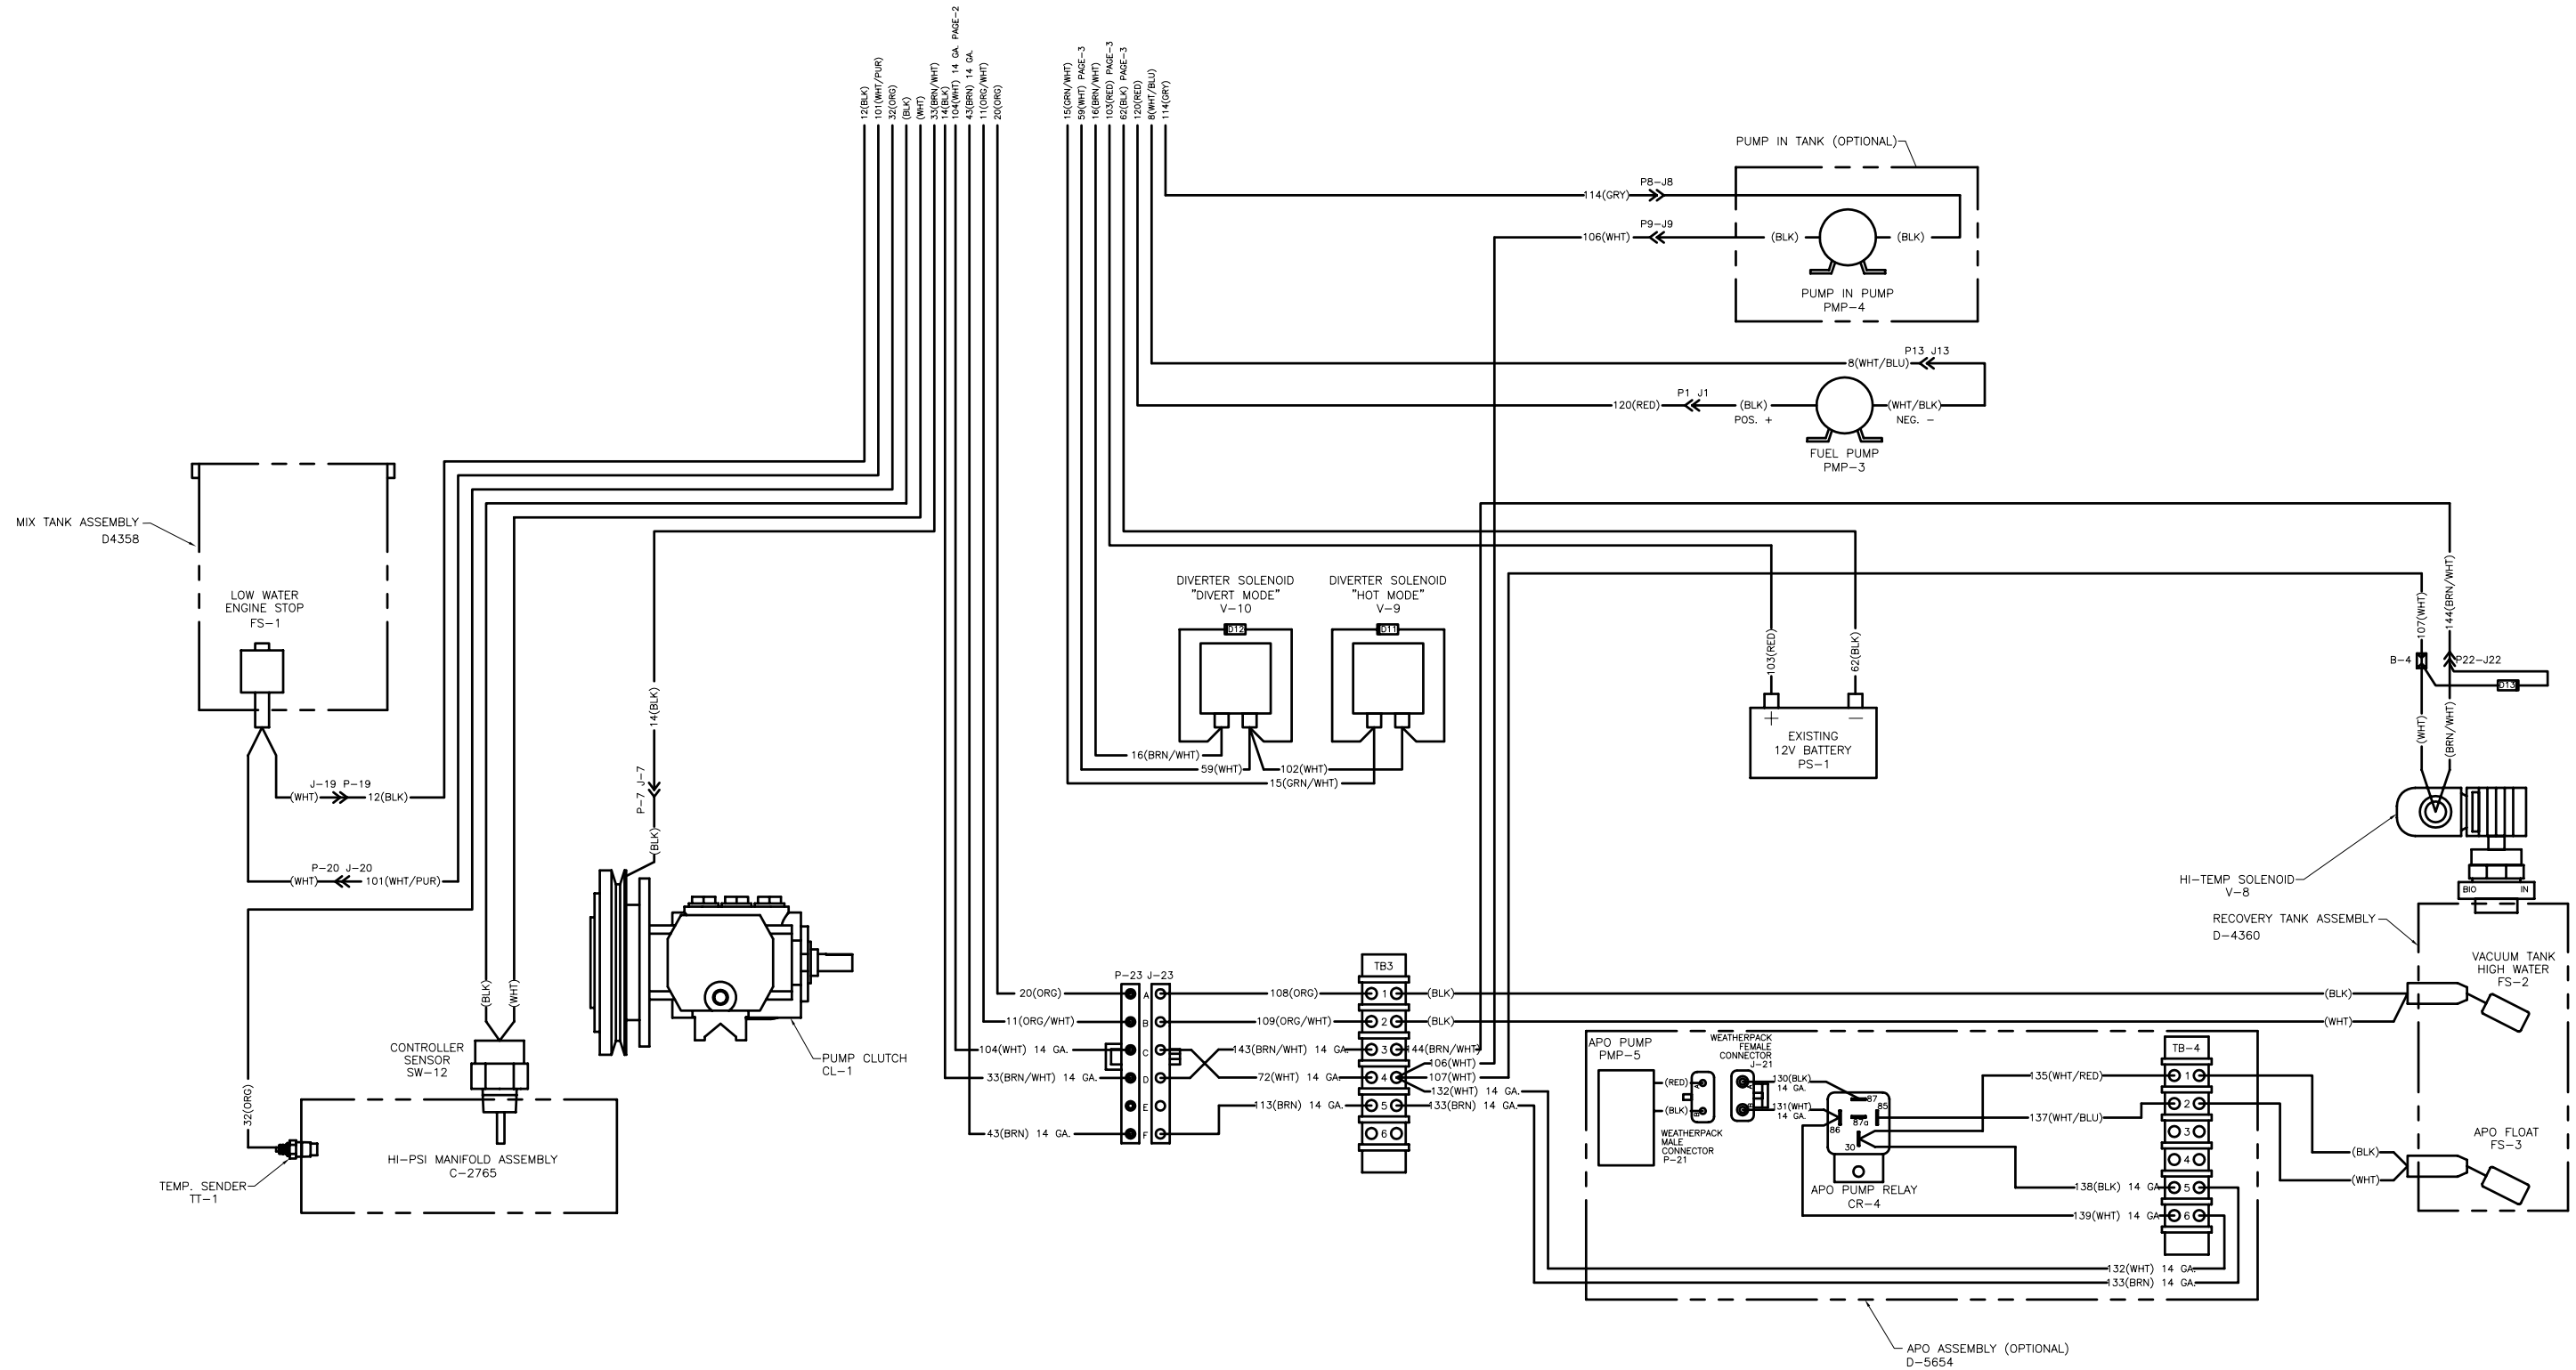 12(BLK)
101(WHT/PUR)
32(ORG)
(BLK)
(WHT)
33(BRN/WHT)
14(BLK)
104(WHT) 14 GA. PAGE-2
43(BRN) 14 GA.
11(ORG/WHT)
20(ORG)
15(GRN/WHT)
59(WHT) PAGE-3
16(BRN/WHT)
103(RED) PAGE-3
62(BLK) PAGE-3
120(RED)
8(WHT/BLU)
114(GRY)
PUMP IN TANK (OPTIONAL)
P8-J8
114(GRY)
P9-J9
106(WHT)
(BLK)
(BLK)
PUMP IN PUMP
PMP-4
P13 J13
8(WHT/BLU)
P1 J1
120(RED)
(BLK)
(WHT/BLK)
POS. +
NEG. -
FUEL PUMP
PMP-3
MIX TANK ASSEMBLY
D4358
LOW WATER
ENGINE STOP
FS-1
J-19 P-19
(WHT)
12(BLK)
P-20 J-20
(WHT)
101(WHT/PUR)
14(BLK)
P-7 J-7
(BLK)
DIVERTER SOLENOID
"DIVERT MODE"
V-10
D12
DIVERTER SOLENOID
"HOT MODE"
V-9
D11
16(BRN/WHT)
59(WHT)
102(WHT)
15(GRN/WHT)
103(RED)
62(BLK)
+
-
EXISTING
12V BATTERY
PS-1
107(WHT)
144(BRN/WHT)
B-4
P22-J22
D13
(WHT)
(BRN/WHT)
HI-TEMP SOLENOID
V-8
BIO
IN
RECOVERY TANK ASSEMBLY
D-4360
VACUUM TANK
HIGH WATER
FS-2
(BLK)
(WHT)
CONTROLLER
SENSOR
SW-12
(BLK)
(WHT)
32(ORG)
TEMP. SENDER
TT-1
HI-PSI MANIFOLD ASSEMBLY
C-2765
PUMP CLUTCH
CL-1
P-23 J-23
20(ORG)
A
108(ORG)
11(ORG/WHT)
B
109(ORG/WHT)
104(WHT) 14 GA.
C
143(BRN/WHT) 14 GA.
33(BRN/WHT) 14 GA.
D
72(WHT) 14 GA.
E
113(BRN) 14 GA.
43(BRN) 14 GA.
F
TB3
1
(BLK)
2
(BLK)
3
144(BRN/WHT)
106(WHT)
4
107(WHT)
132(WHT) 14 GA.
5
133(BRN) 14 GA.
6
APO PUMP
PMP-5
(RED)
A
(BLK)
B
WEATHERPACK
MALE
CONNECTOR
P-21
WEATHERPACK
FEMALE
CONNECTOR
J-21
A
B
130(BLK)
14 GA.
131(WHT)
14 GA.
87
85
86
87a
30
APO PUMP RELAY
CR-4
TB-4
135(WHT/RED)
1
137(WHT/BLU)
2
3
4
138(BLK) 14 GA
5
139(WHT) 14 GA
6
132(WHT) 14 GA.
133(BRN) 14 GA.
APO FLOAT
FS-3
(BLK)
(WHT)
APO ASSEMBLY (OPTIONAL)
D-5654